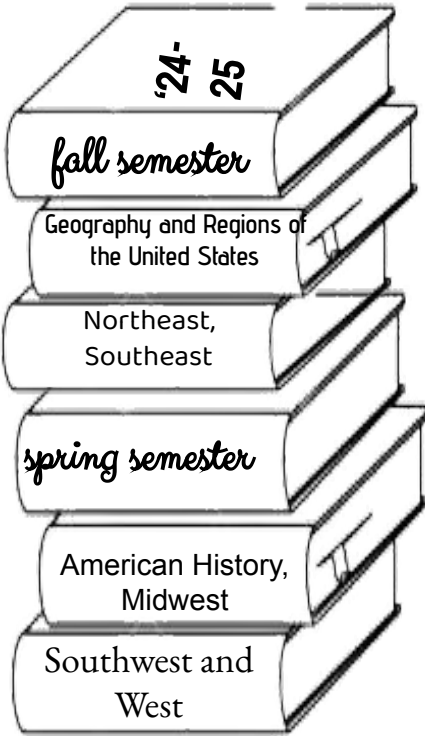 ‘24-
25
fall semester
Geography and Regions of
the United States
Northeast,
Southeast
spring semester
American History,
Midwest
Southwest and
West